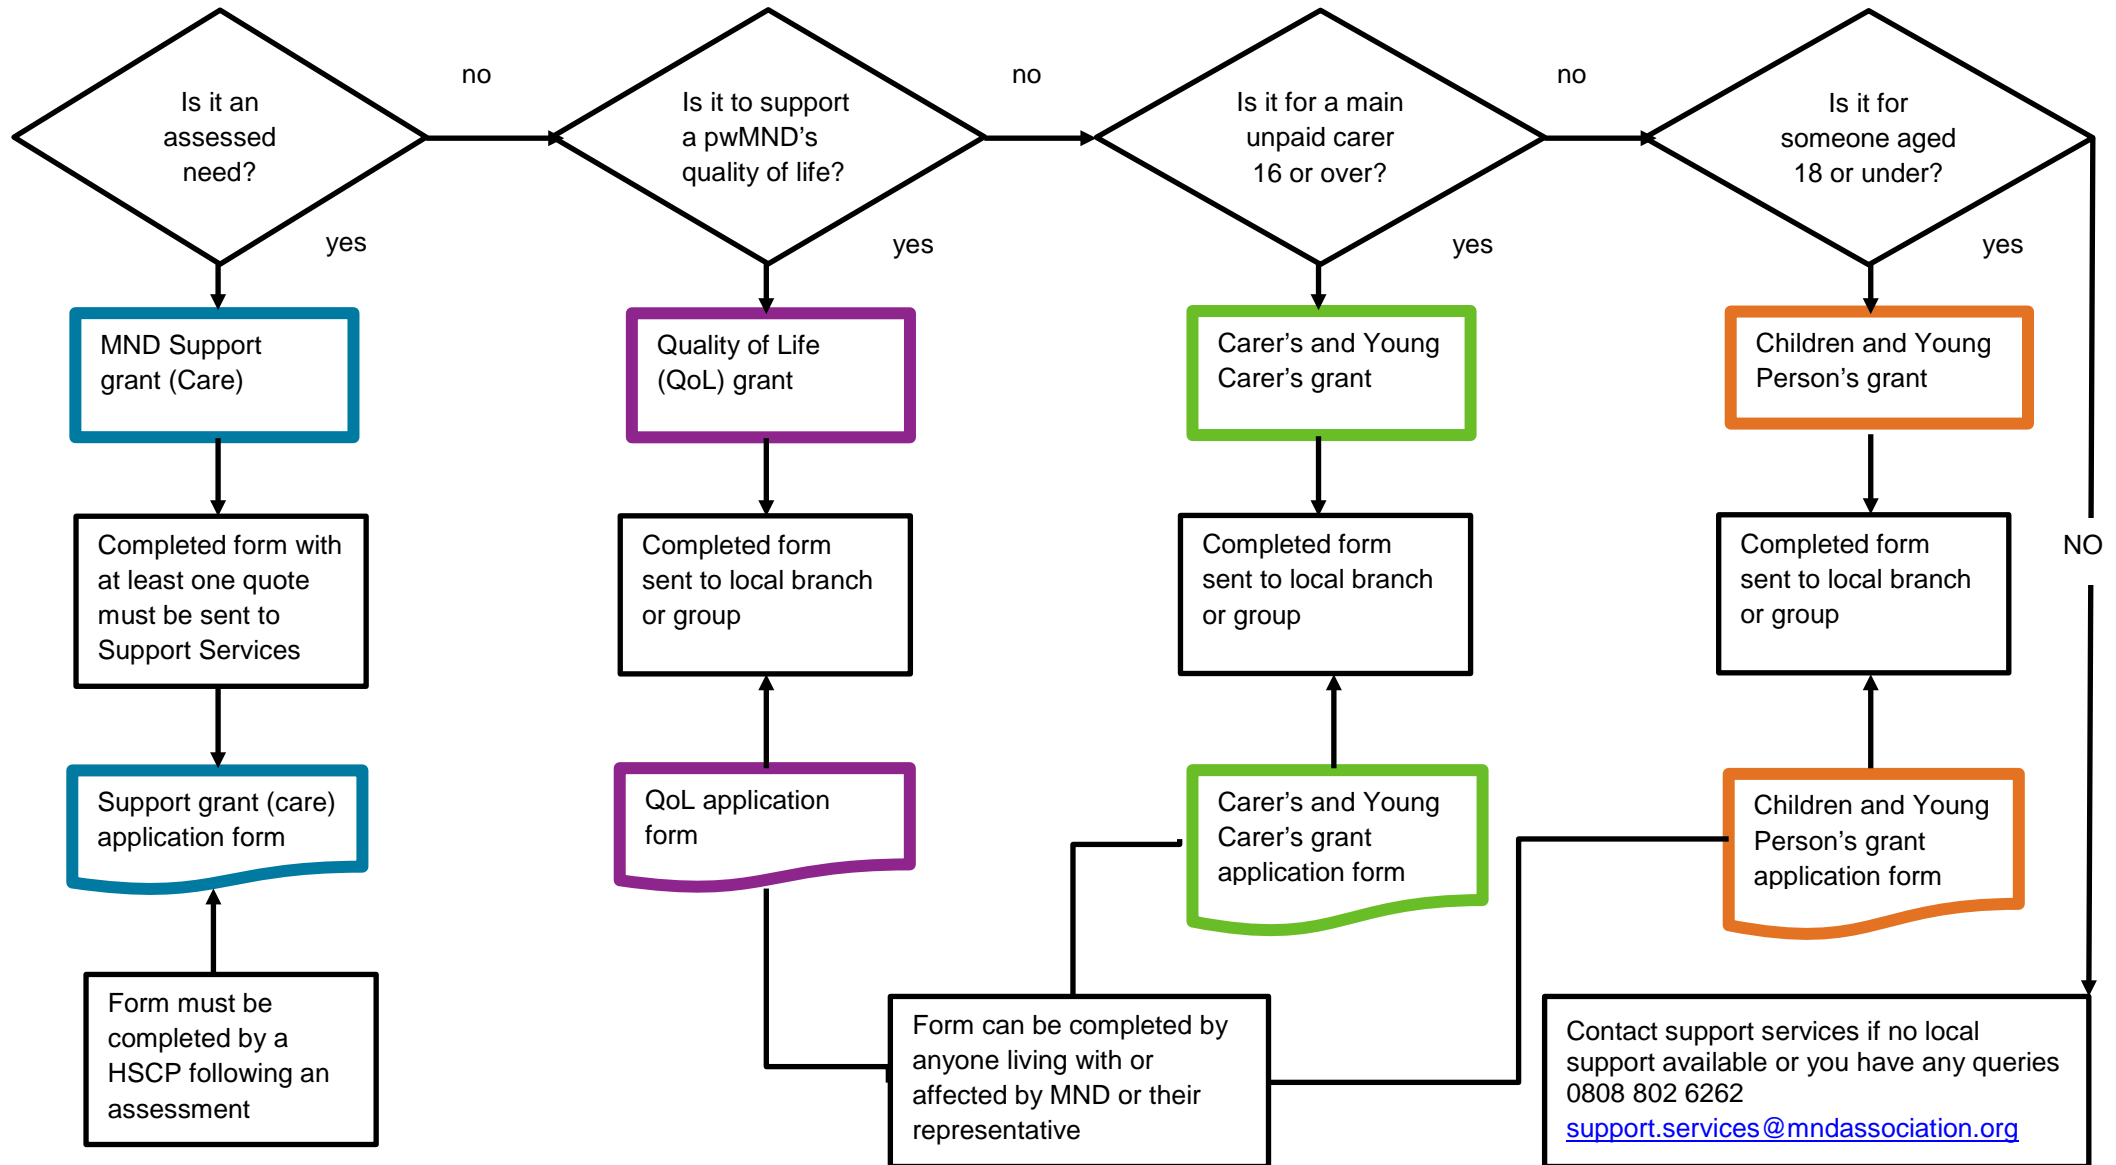 Is it an
assessed
need?
no
Is it to support
a pwMND’s
quality of life?
no
Is it for a main
unpaid carer
16 or over?
no
Is it for
someone aged
18 or under?
yes
yes
yes
yes
MND Support
grant (Care)
Quality of Life
(QoL) grant
Carer’s and Young
Carer’s grant
Children and Young
Person’s grant
Completed form with
at least one quote
must be sent to
Support Services
Completed form
sent to local branch
or group
Completed form
sent to local branch
or group
Completed form
sent to local branch
or group
NO
Support grant (care)
application form
QoL application
form
Carer’s and Young
Carer’s grant
application form
Children and Young
Person’s grant
application form
Form must be
completed by a
HSCP following an
assessment
Form can be completed by
anyone living with or
affected by MND or their
representative
Contact support services if no local
support available or you have any queries
0808 802 6262
support.services@mndassociation.org